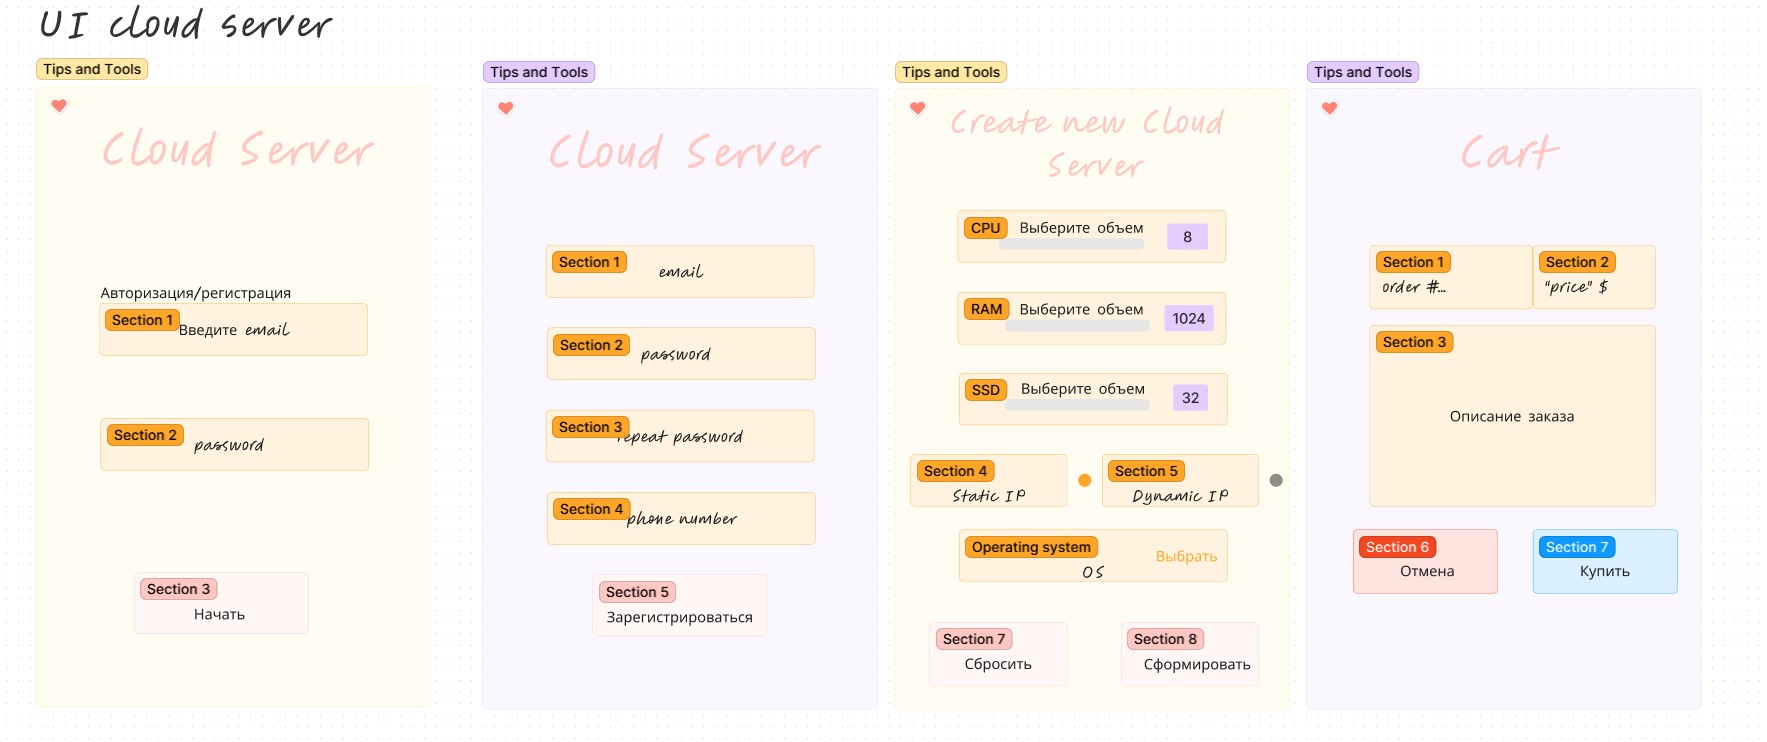 UI cloud server
Tips and Tools
Cloud Server
Авторизация/регистрация
Section 1
Введите email
Section 2
password
Section 3
Начать
Tips and Tools
Cloud Server
Section 1
email
Section 2
password
Section 3
repeat password
Section 4
phone number
Section 5
Зарегистрироваться
Tips and Tools
Create new Cloud
Server
CPU
Выберите объем
8
RAM
Выберите объем
1024
SSD
Выберите объем
32
Section 4
Static IP
Section 5
Dynamic IP
Operating system
Выбрать
OS
Section 7
Сбросить
Section 8
Сформировать
Tips and Tools
Cart
Section 1
order #...
Section 2
"price" $
Section 3
Описание заказа
Section 6
Отмена
Section 7
Купить